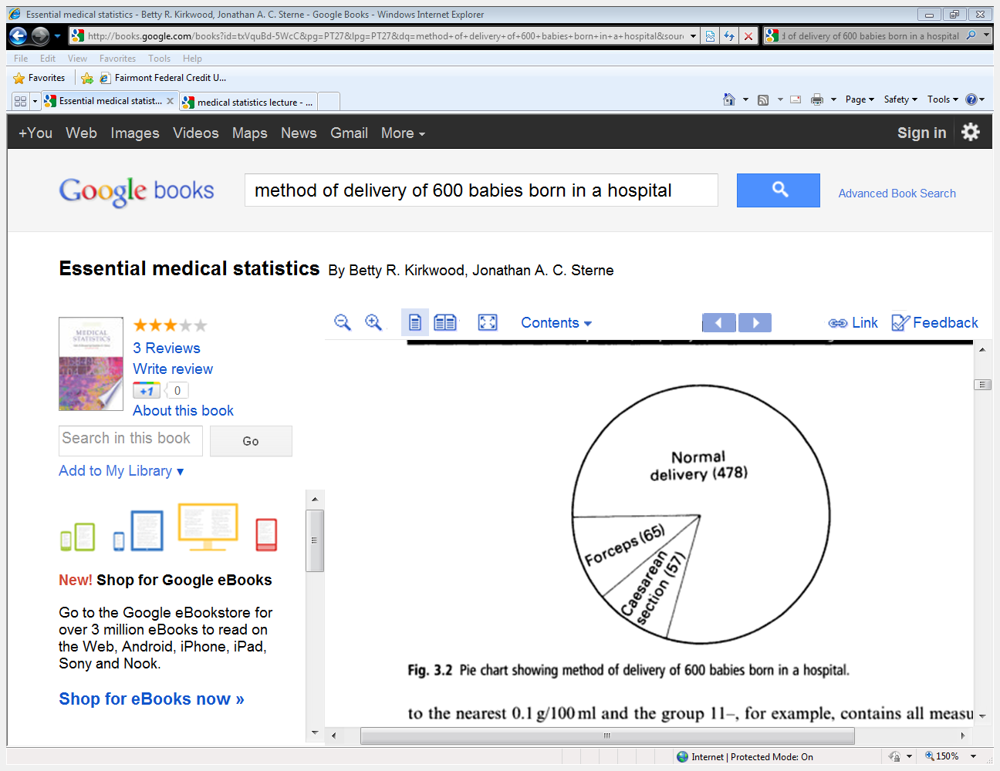 Essential medical statistics - Betty R. Kirkwood, Jonathan A. C. Sterne - Google Books - Windows Internet Explorer
http://books.google.com/books?id=txVquBd-5WcC&pg=PT27&lpg=PT27&dq=method+of+delivery+of+600+babies+born+in+a+hospital&sour
of delivery of 600 babies born in a hospital
File Edit View Favorites Tools Help
Favorites Fairmont Federal Credit U...
Essential medical statist... medical statistics lecture - ...
Page Safety Tools
+You Web Images Videos Maps News Gmail More Sign in
Google books method of delivery of 600 babies born in a hospital Advanced Book Search
Essential medical statistics By Betty R. Kirkwood, Jonathan A. C. Sterne
Contents Link Feedback
MEDICAL
STATISTICS
3 Reviews
Write review
+1 0
About this book
Search in this book Go
Add to My Library ▼
New! Shop for Google eBooks
Go to the Google eBookstore for
over 3 million eBooks to read on
the Web, Android, iPhone, iPad,
Sony and Nook.
Shop for eBooks now »
Normal
delivery (478)
Forceps (65)
Caesarean
section (57)
Fig. 3.2 Pie chart showing method of delivery of 600 babies born in a hospital.
to the nearest 0.1 g/100 ml and the group 11–, for example, contains all measu
Internet | Protected Mode: On 150%